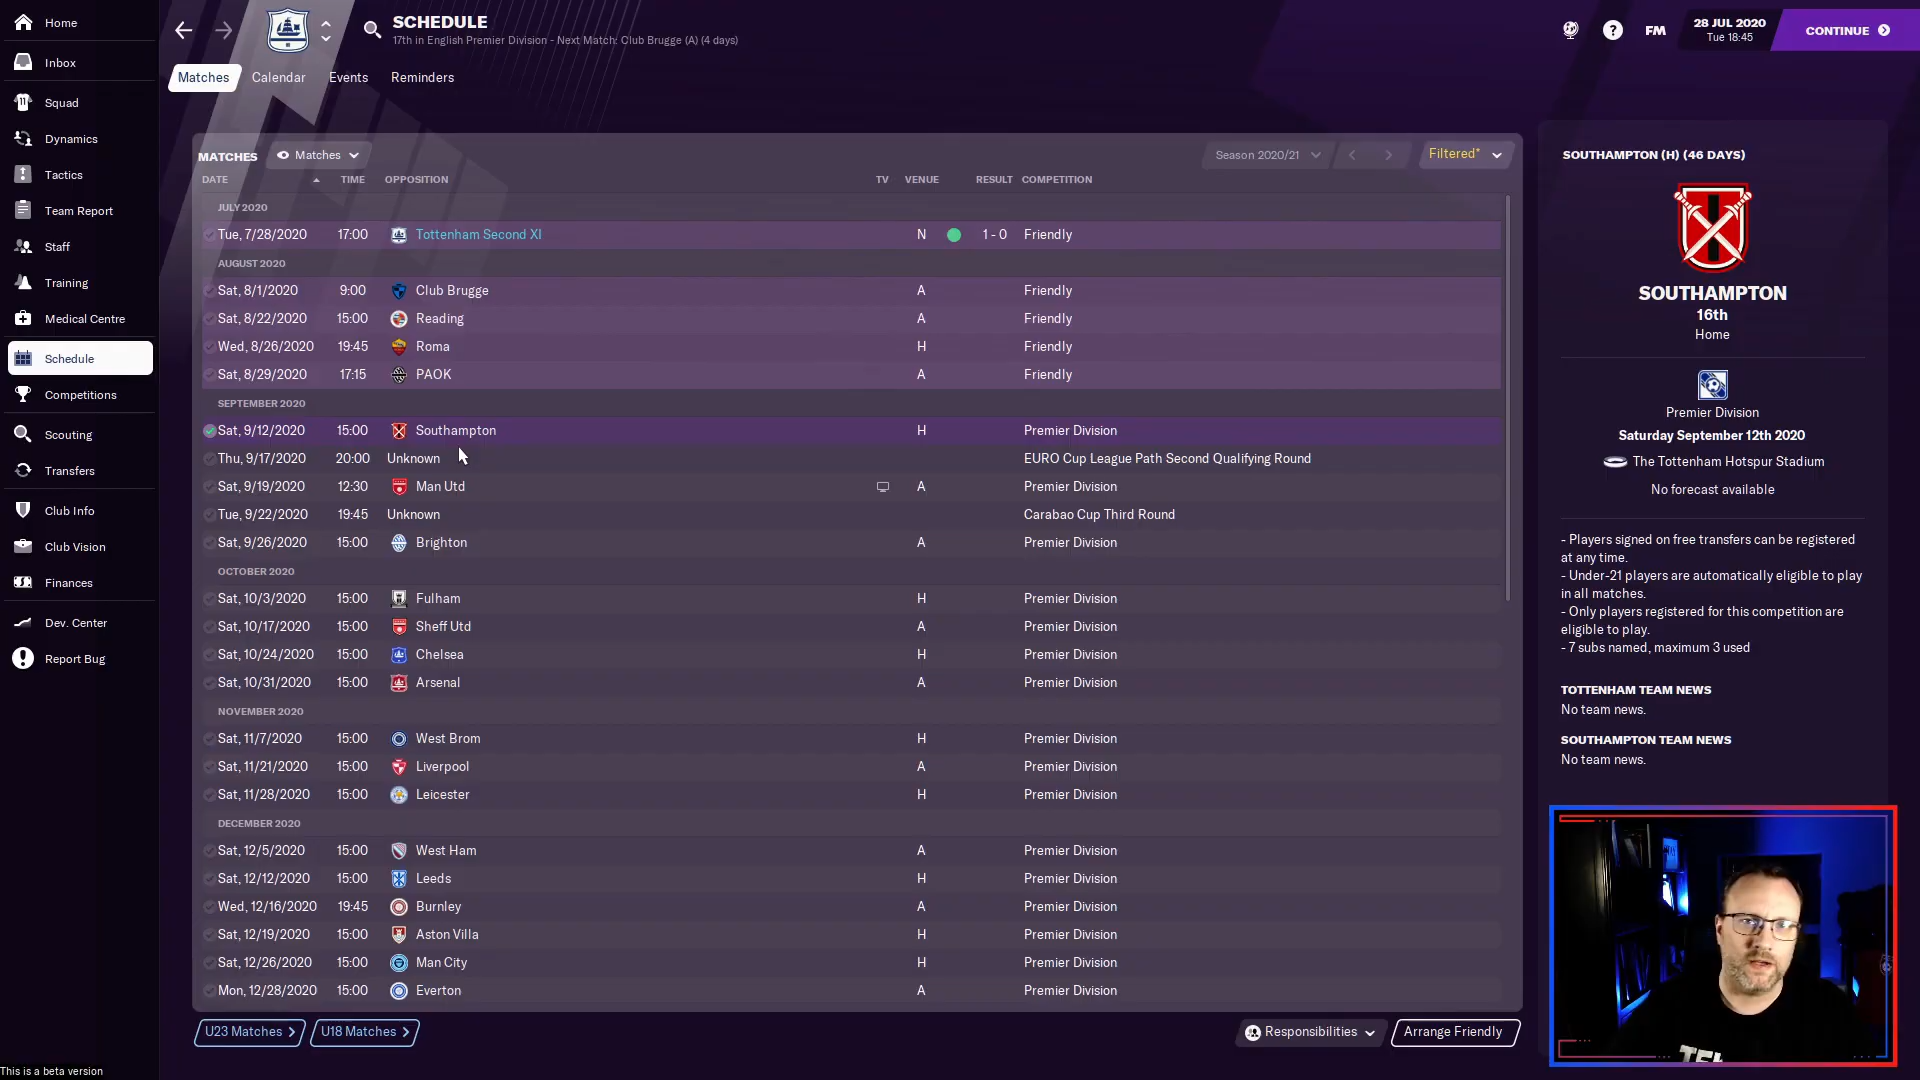 Home
Inbox
Squad
Dynamics
Tactics
Team Report
Staff
Training
Medical Centre
Schedule
Competitions
Scouting
Transfers
Club Info
Club Vision
Finances
Dev. Center
Report Bug
This is a beta version
SCHEDULE
17th in English Premier Division - Next Match: Club Brugge (A) (4 days)
FM
28 JUL 2020
Tue 18:45
CONTINUE
Matches Calendar Events Reminders
MATCHES Matches Season 2020/21 Filtered*
DATE TIME OPPOSITION TV VENUE RESULT COMPETITION
JULY 2020
Tue, 7/28/2020 17:00 Tottenham Second XI N 1 - 0 Friendly
AUGUST 2020
Sat, 8/1/2020 9:00 Club Brugge A Friendly
Sat, 8/22/2020 15:00 Reading A Friendly
Wed, 8/26/2020 19:45 Roma H Friendly
Sat, 8/29/2020 17:15 PAOK A Friendly
SEPTEMBER 2020
Sat, 9/12/2020 15:00 Southampton H Premier Division
Thu, 9/17/2020 20:00 Unknown EURO Cup League Path Second Qualifying Round
Sat, 9/19/2020 12:30 Man Utd A Premier Division
Tue, 9/22/2020 19:45 Unknown Carabao Cup Third Round
Sat, 9/26/2020 15:00 Brighton A Premier Division
OCTOBER 2020
Sat, 10/3/2020 15:00 Fulham H Premier Division
Sat, 10/17/2020 15:00 Sheff Utd A Premier Division
Sat, 10/24/2020 15:00 Chelsea H Premier Division
Sat, 10/31/2020 15:00 Arsenal A Premier Division
NOVEMBER 2020
Sat, 11/7/2020 15:00 West Brom H Premier Division
Sat, 11/21/2020 15:00 Liverpool A Premier Division
Sat, 11/28/2020 15:00 Leicester H Premier Division
DECEMBER 2020
Sat, 12/5/2020 15:00 West Ham A Premier Division
Sat, 12/12/2020 15:00 Leeds H Premier Division
Wed, 12/16/2020 19:45 Burnley A Premier Division
Sat, 12/19/2020 15:00 Aston Villa H Premier Division
Sat, 12/26/2020 15:00 Man City H Premier Division
Mon, 12/28/2020 15:00 Everton A Premier Division
U23 Matches U18 Matches Responsibilities Arrange Friendly
SOUTHAMPTON (H) (46 DAYS)
SOUTHAMPTON
16th
Home
Premier Division
Saturday September 12th 2020
The Tottenham Hotspur Stadium
No forecast available
- Players signed on free transfers can be registered
at any time.
- Under-21 players are automatically eligible to play
in all matches.
- Only players registered for this competition are
eligible to play.
- 7 subs named, maximum 3 used
TOTTENHAM TEAM NEWS
No team news.
SOUTHAMPTON TEAM NEWS
No team news.